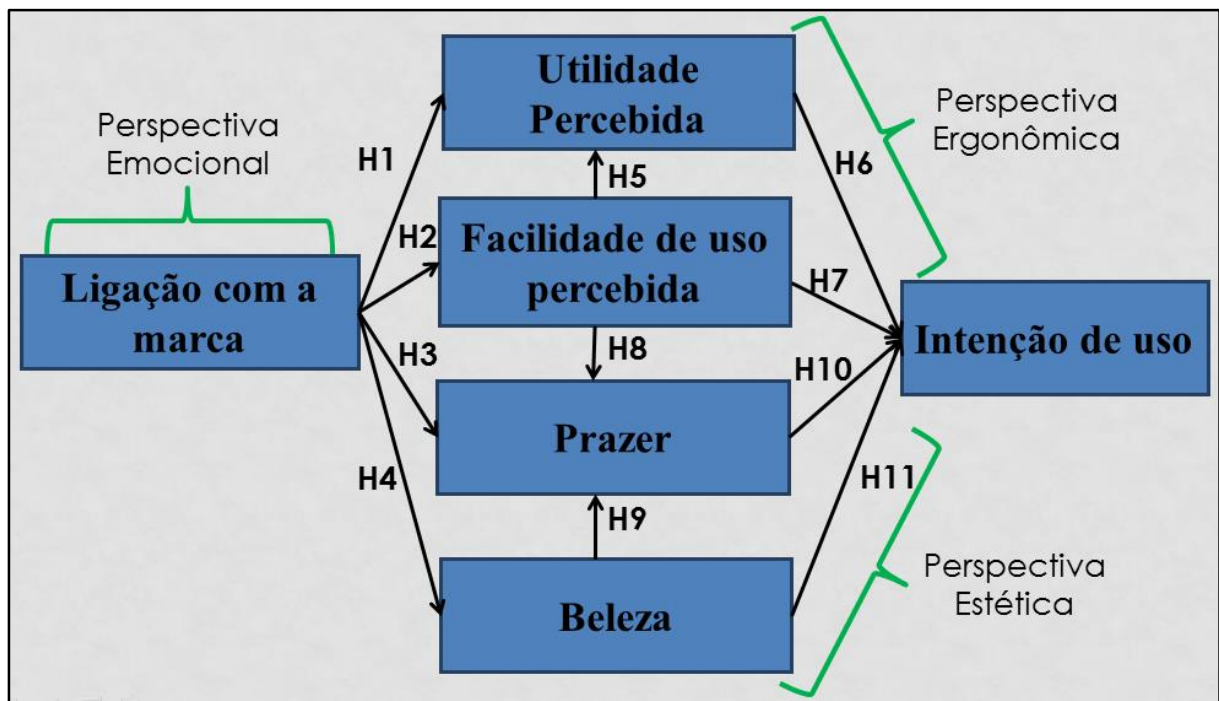 Utilidade
Percebida
Perspectiva
Ergonômica
Perspectiva
Emocional
H1
H6
H5
H2
Facilidade de uso
percebida
Ligação com a
marca
H7
Intenção de uso
H3
H8
H10
Prazer
H4
H11
H9
Perspectiva
Estética
Beleza